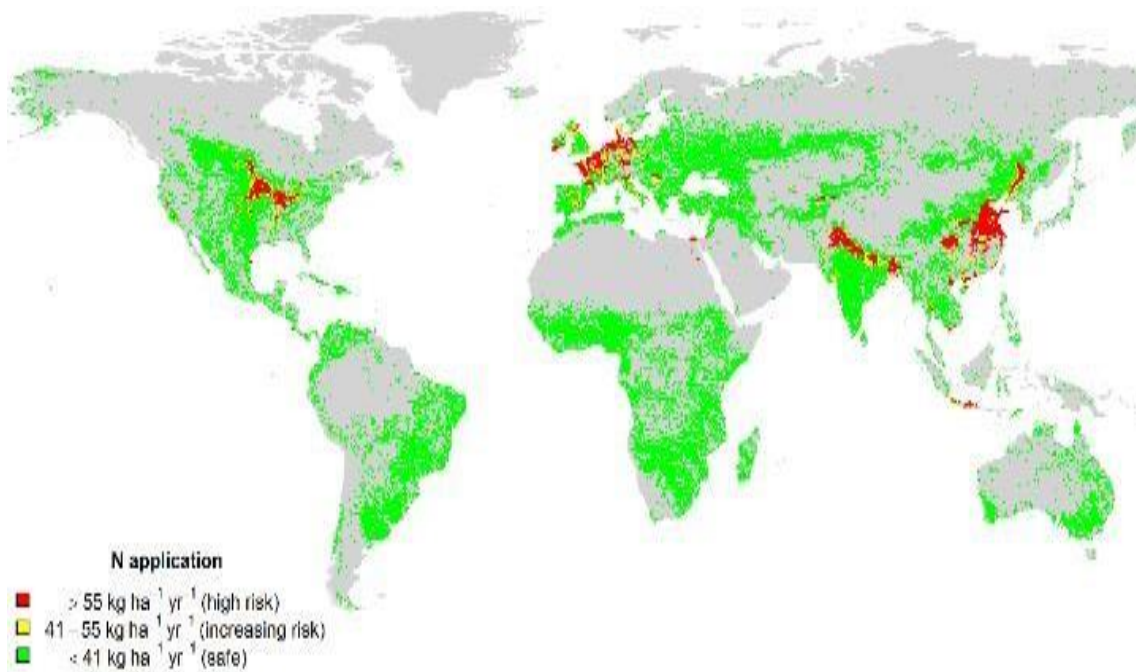 N application
> 55 kg ha ¹ yr ¹ (high risk)
41 – 55 kg ha ¹ yr ¹ (increasing risk)
< 41 kg ha ¹ yr ¹ (safe)